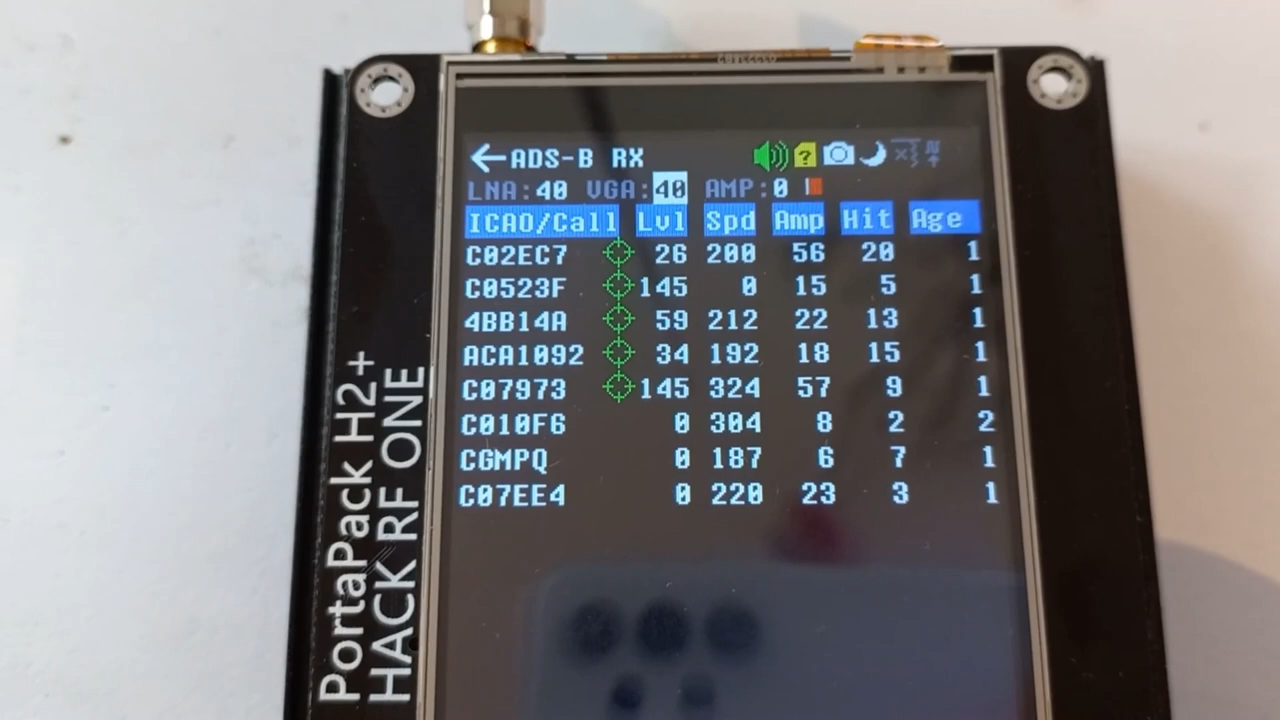 ADS-B RX
LNA:40 VGA:40 AMP:0
ICAO/Call Lvl Spd Amp Hit Age
C02EC7 26 200 56 20 1
C0523F 145 0 15 5 1
4BB14A 59 212 22 13 1
ACA1092 34 192 18 15 1
C07973 145 324 57 9 1
C010F6 0 304 8 2 2
CGMPQ 0 187 6 7 1
C07EE4 0 220 23 3 1
PortaPack H2+
HACK RF ONE